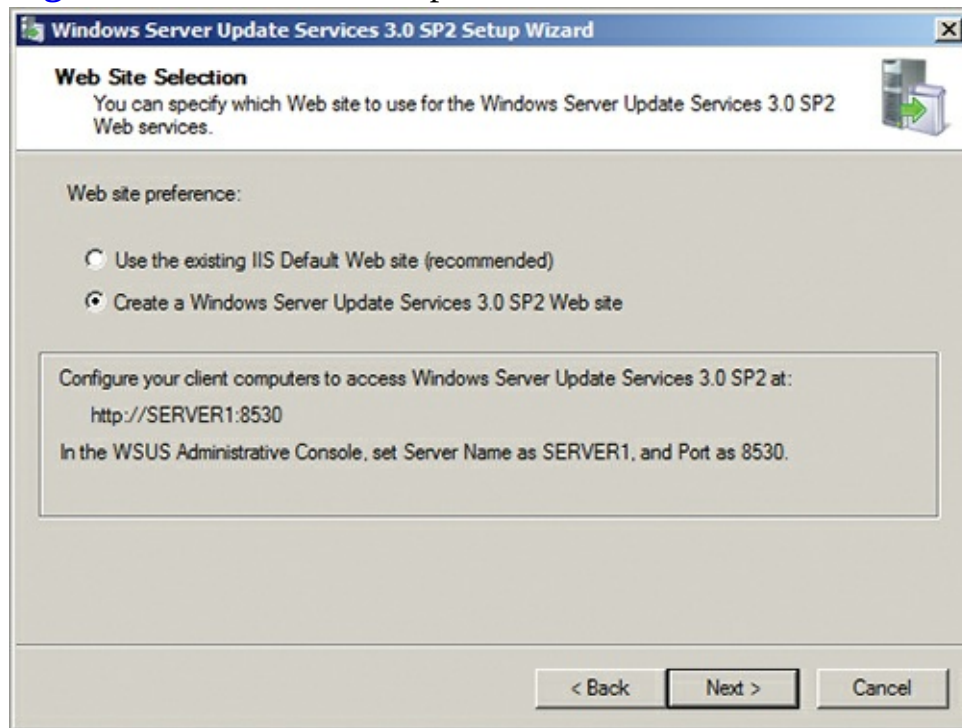 Windows Server Update Services 3.0 SP2 Setup Wizard
Web Site Selection
You can specify which Web site to use for the Windows Server Update Services 3.0 SP2
Web services.
Web site preference:
Use the existing IIS Default Web site (recommended)
Create a Windows Server Update Services 3.0 SP2 Web site
Configure your client computers to access Windows Server Update Services 3.0 SP2 at:
http://SERVER1:8530
In the WSUS Administrative Console, set Server Name as SERVER1, and Port as 8530.
< Back
Next >
Cancel